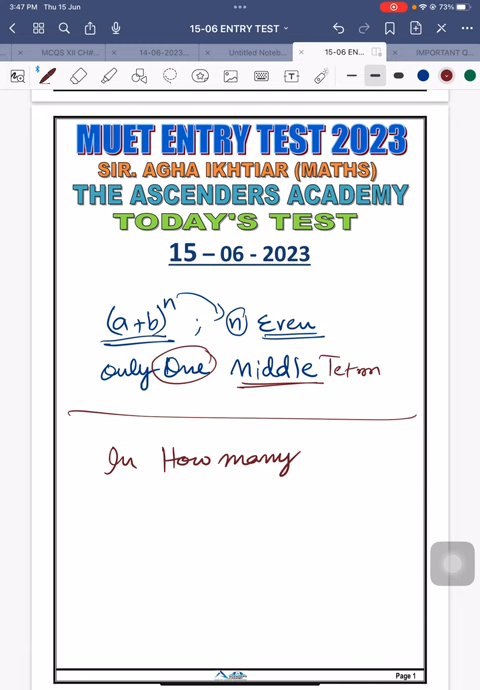 3:47 PM Thu 15 Jun
73%
15-06 ENTRY TEST
MCQS XII CH#...
14-06-2023...
Untitled Noteb...
15-06 EN...
IMPORTANT Q...
MUET ENTRY TEST 2023
SIR. AGHA IKHTIAR (MATHS)
THE ASCENDERS ACADEMY
TODAY'S TEST
15 – 06 - 2023
(a+b)^n ; n Even
only One Middle Term
In How many
Page 1